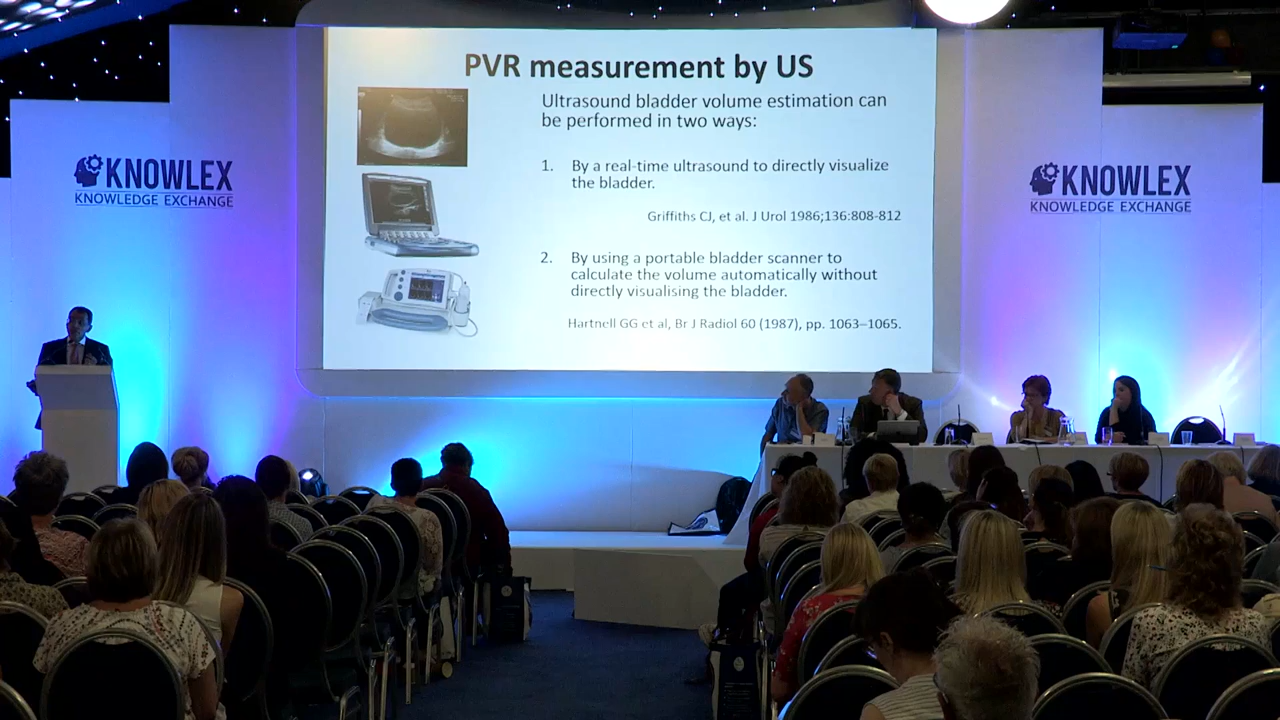 PVR measurement by US
Ultrasound bladder volume estimation can
be performed in two ways:
1. By a real-time ultrasound to directly visualize
the bladder.
Griffiths CJ, et al. J Urol 1986;136:808-812
2. By using a portable bladder scanner to
calculate the volume automatically without
directly visualising the bladder.
Hartnell GG et al, Br J Radiol 60 (1987), pp. 1063–1065.
KNOWLEX
KNOWLEDGE EXCHANGE
KNOWLEX
KNOWLEDGE EXCHANGE